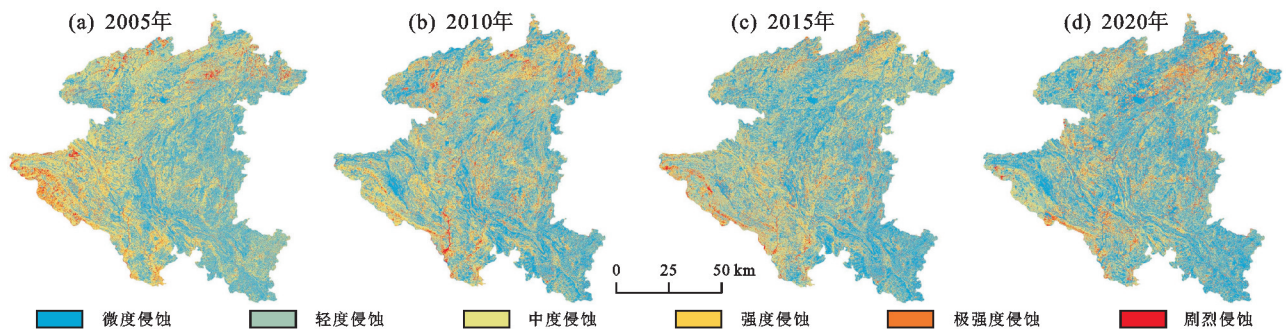 (a) 2005年
(b) 2010年
(c) 2015年
(d) 2020年
0 25 50 km
微度侵蚀 轻度侵蚀 中度侵蚀 强度侵蚀 极强度侵蚀 剧烈侵蚀